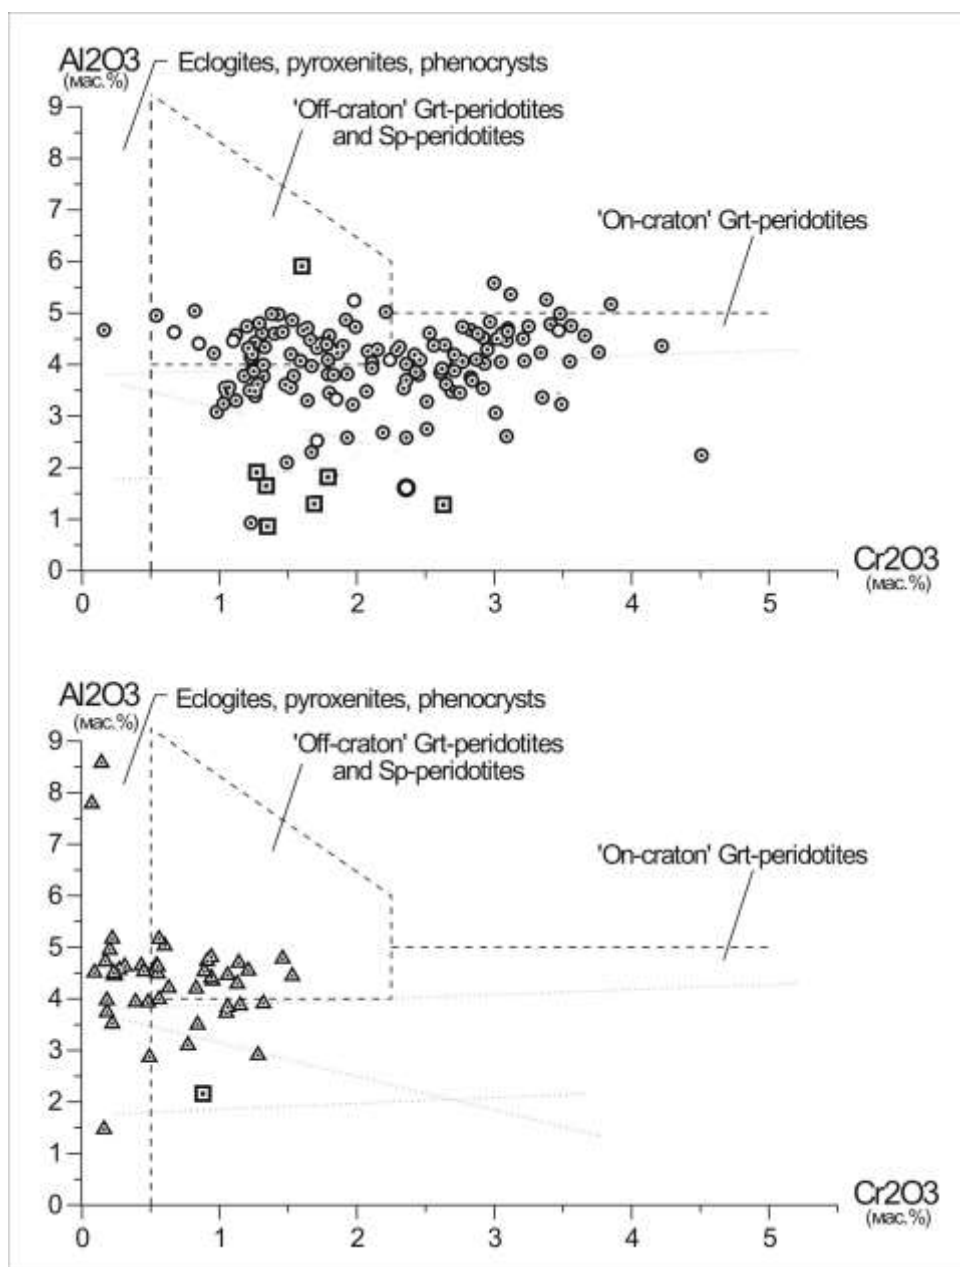 Al2O3
(мас.%)
Eclogites, pyroxenites, phenocrysts
'Off-craton' Grt-peridotites
and Sp-peridotites
'On-craton' Grt-peridotites
9
8
7
6
5
4
3
2
1
0
Cr2O3
(мас.%)
0 1 2 3 4 5
Al2O3
(мас.%)
Eclogites, pyroxenites, phenocrysts
'Off-craton' Grt-peridotites
and Sp-peridotites
'On-craton' Grt-peridotites
9
8
7
6
5
4
3
2
1
0
Cr2O3
(мас.%)
0 1 2 3 4 5